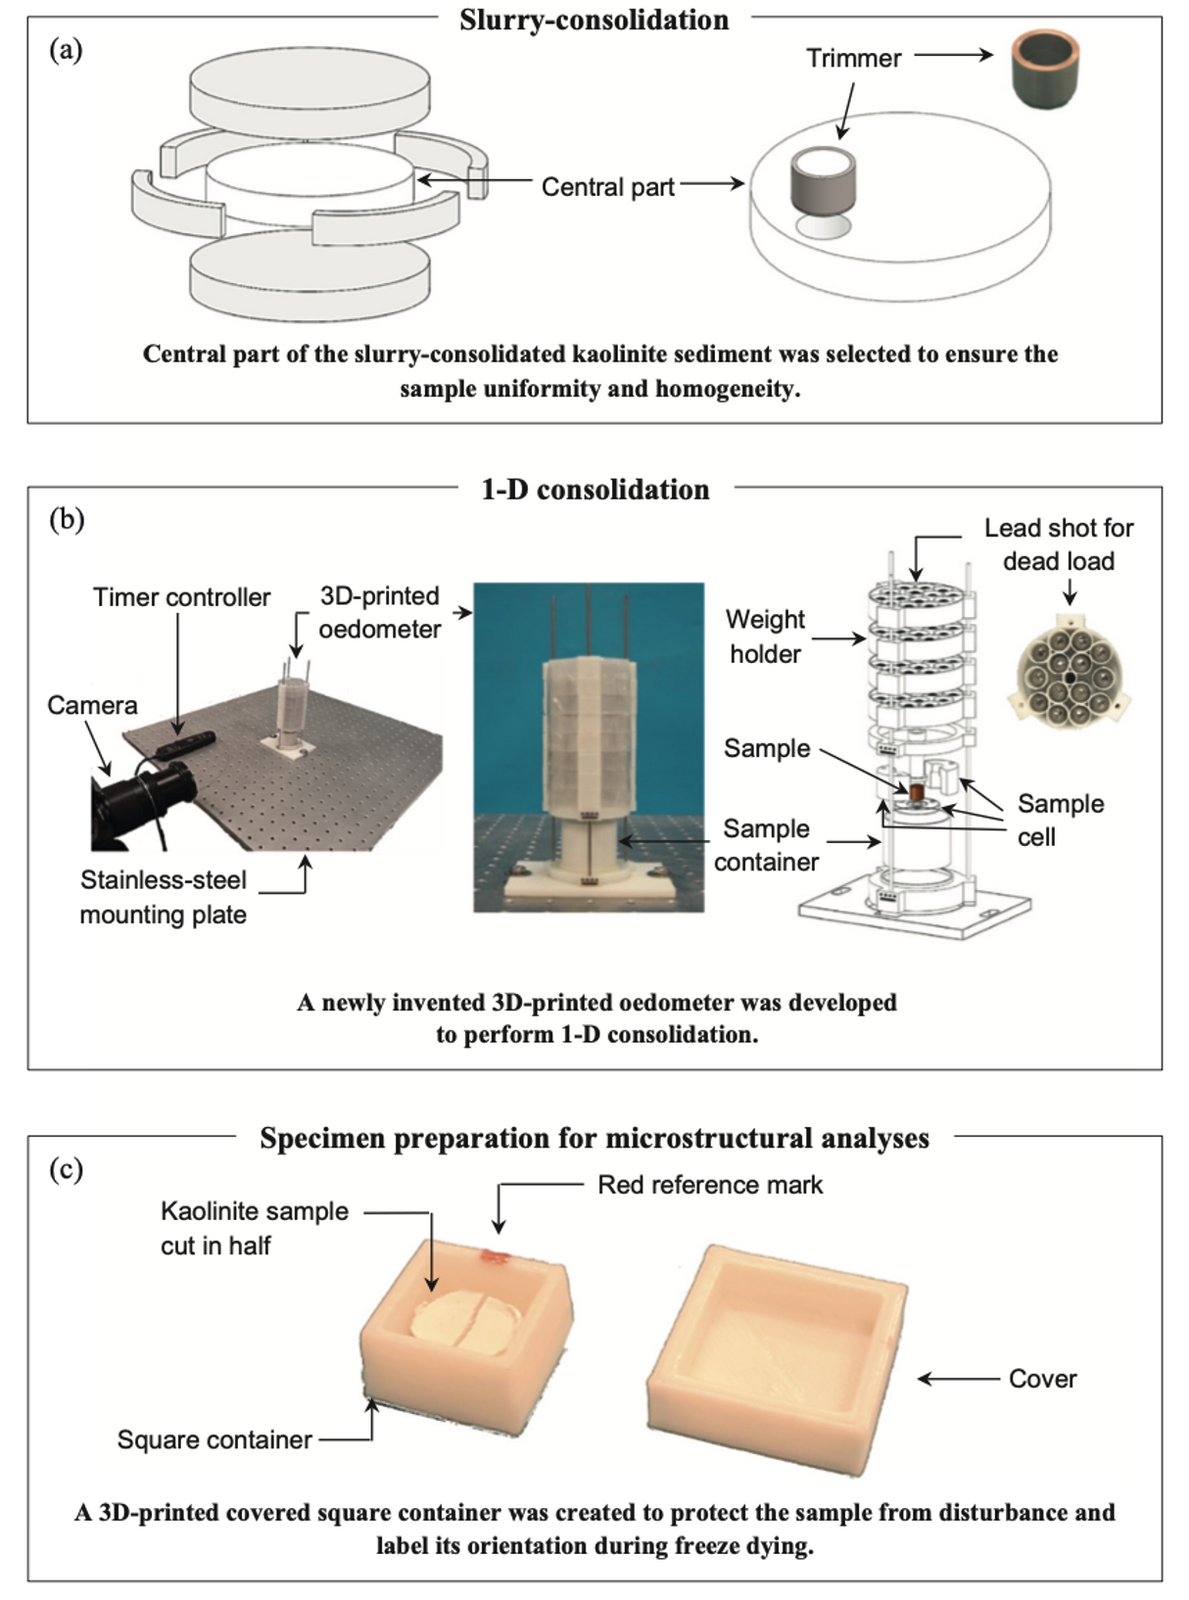 Slurry-consolidation
(a)
Trimmer
Central part
Central part of the slurry-consolidated kaolinite sediment was selected to ensure the
sample uniformity and homogeneity.
1-D consolidation
(b)
Lead shot for
dead load
Timer controller
3D-printed
oedometer
Weight
holder
Camera
Sample
Sample
cell
Sample
container
Stainless-steel
mounting plate
A newly invented 3D-printed oedometer was developed
to perform 1-D consolidation.
Specimen preparation for microstructural analyses
(c)
Red reference mark
Kaolinite sample
cut in half
Cover
Square container
A 3D-printed covered square container was created to protect the sample from disturbance and
label its orientation during freeze dying.